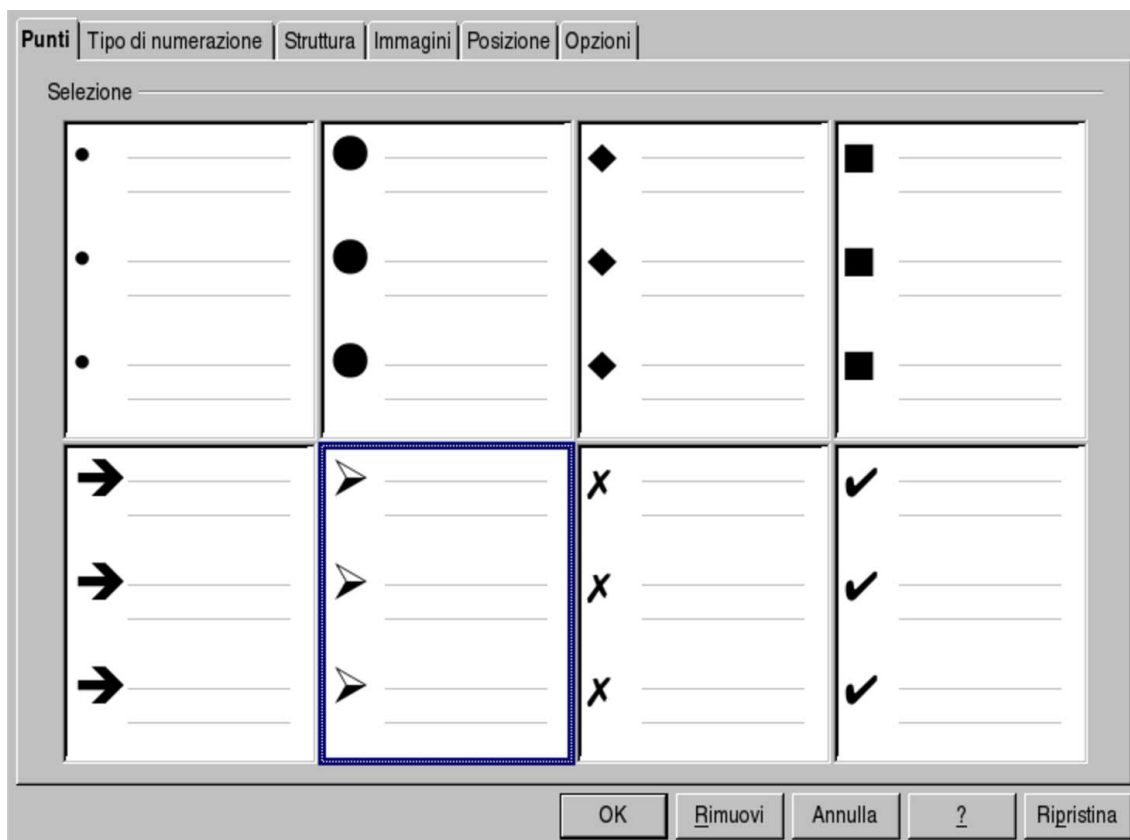 Punti Tipo di numerazione Struttura Immagini Posizione Opzioni
Selezione
OK Rimuovi Annulla ? Ripristina